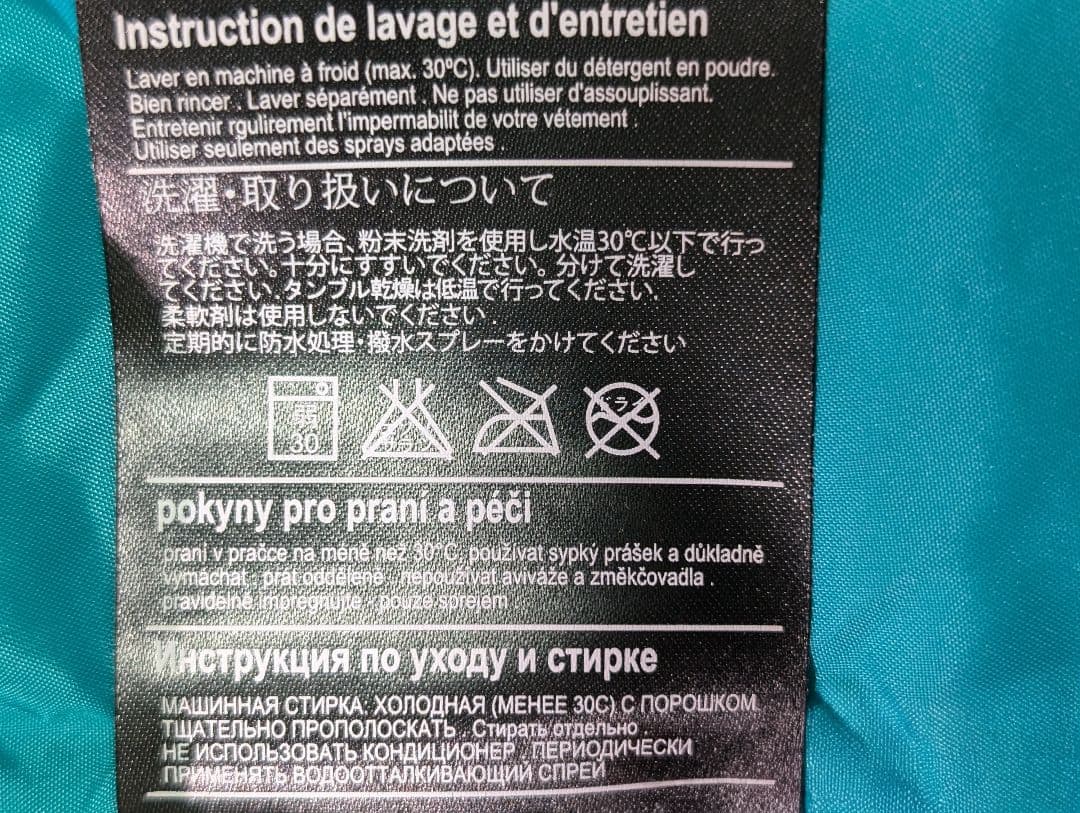 Instruction de lavage et d'entretien
Laver en machine à froid (max. 30ºC). Utiliser du détergent en poudre.
Bien rincer . Laver séparément . Ne pas utiliser d'assouplissant.
Entretenir rgulirement l'impermabilit de votre vétement .
Utiliser seulement des sprays adaptées .
洗濯・取り扱いについて
洗濯機で洗う場合、粉末洗剤を使用し水温30℃以下で行っ
てください。十分にすすいでください。分けて洗濯し
てください、タンブル乾燥は低温で行ってください.
柔軟剤は使用しないでください .
定期的に防水処理・撥水スプレーをかけてください
弱
30
ドライ
pokyny pro praní a péči
praní v pračce na méně než 30°C, používat sypký prášek a důkladně
vymáchat , prát odděleně , nepoužívat aviváže a změkčovadla .
pravidelně impregnujte - pouze sprejem
Инструкция по уходу и стирке
МАШИННАЯ СТИРКА: ХОЛОДНАЯ (МЕНЕЕ 30С) С ПОРОШКОМ.
ТЩАТЕЛЬНО ПРОПОЛОСКАТЬ . Стирать отдельно .
НЕ ИСПОЛЬЗОВАТЬ КОНДИЦИОНЕР . ПЕРИОДИЧЕСКИ
ПРИМЕНЯТЬ ВОДООТТАЛКИВАЮЩИЙ СПРЕЙ